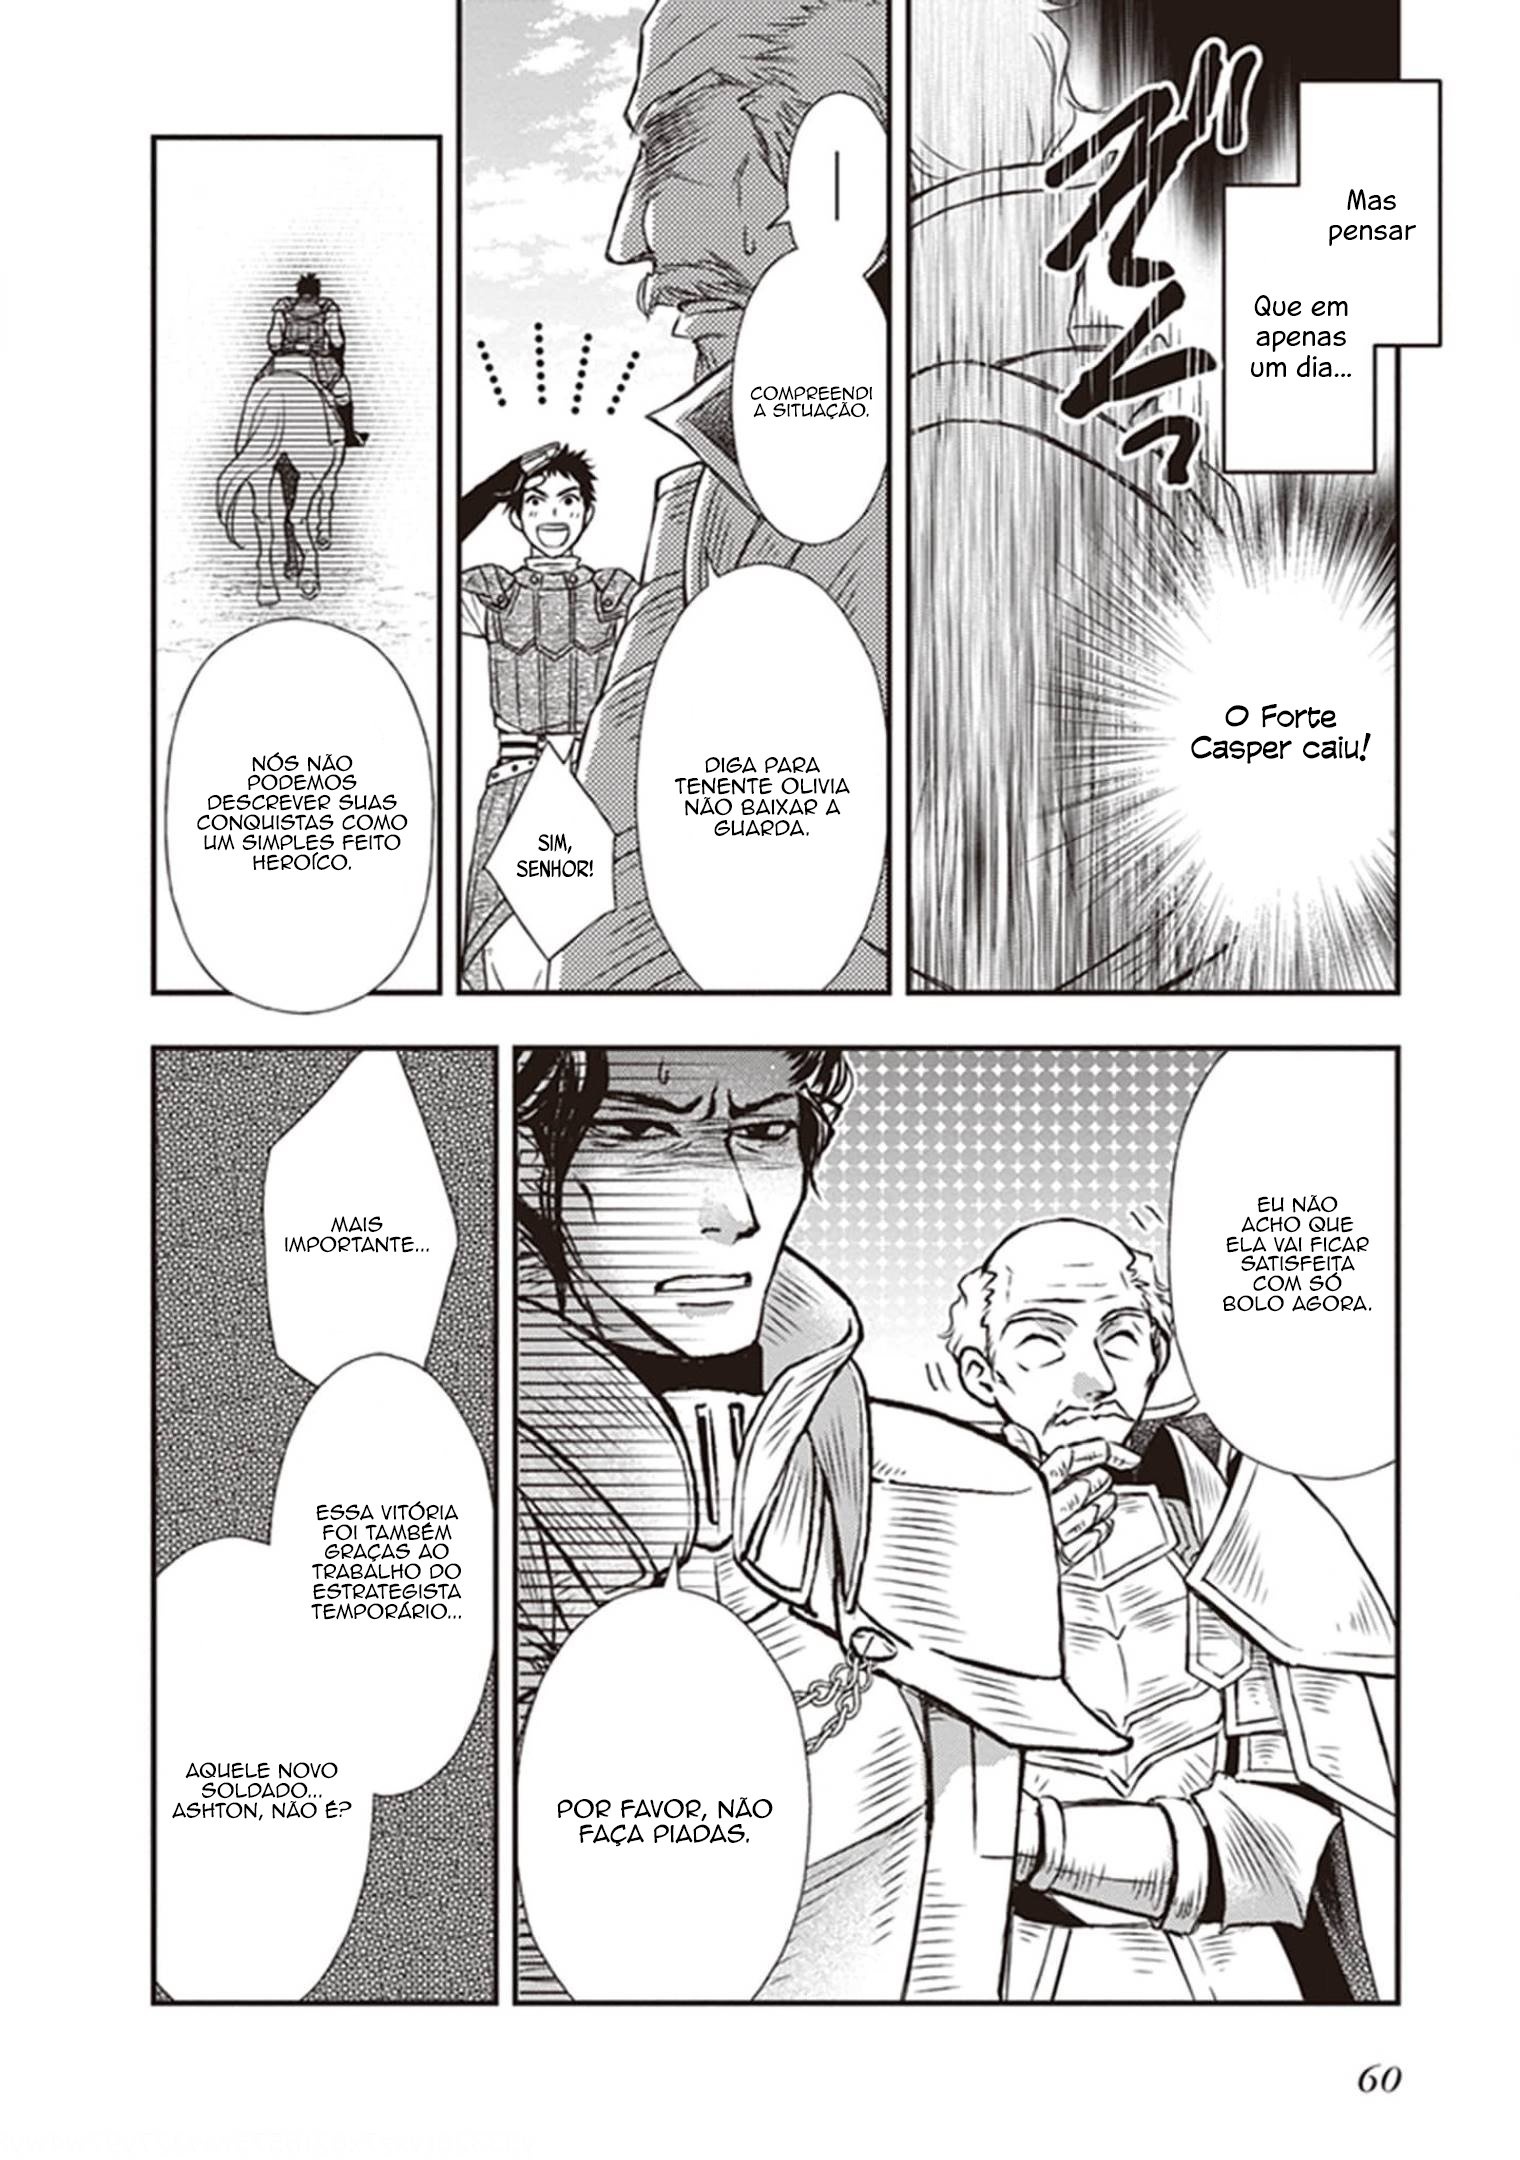 Mas
pensar
Que em
apenas
um dia...
O Forte
Casper caiu!
COMPREENDI
A SITUAÇÃO.
DIGA PARA
TENENTE OLIVIA
NÃO BAIXAR A
GUARDA.
SIM,
SENHOR!
NÓS NÃO
PODEMOS
DESCREVER SUAS
CONQUISTAS COMO
UM SIMPLES FEITO
HEROÍCO.
EU NÃO
ACHO QUE
ELA VAI FICAR
SATISFEITA
COM SÓ
BOLO AGORA.
POR FAVOR, NÃO
FAÇA PIADAS.
MAIS
IMPORTANTE...
ESSA VITÓRIA
FOI TAMBÉM
GRAÇAS AO
TRABALHO DO
ESTRATEGISTA
TEMPORÁRIO...
AQUELE NOVO
SOLDADO...
ASHTON, NÃO É?
60